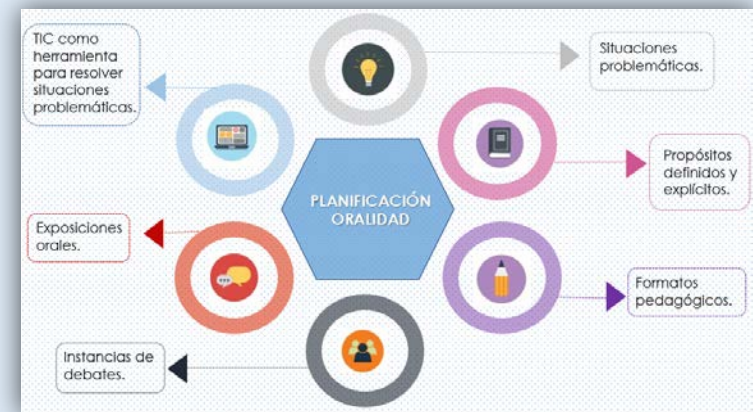 TIC como
herramienta
para resolver
situaciones
problemáticas.
Situaciones
problemáticas.
PLANIFICACIÓN
ORALIDAD
Propósitos
definidos y
explícitos.
Exposiciones
orales.
Formatos
pedagógicos.
Instancias de
debates.